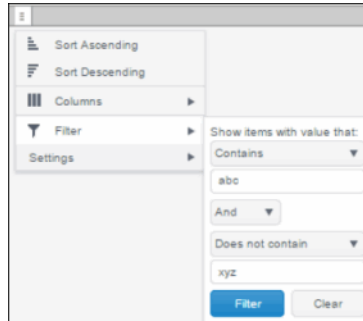 Sort Ascending
Sort Descending
Columns
Filter
Settings
Show items with value that:
Contains
abc
And
Does not contain
xyz
Filter
Clear